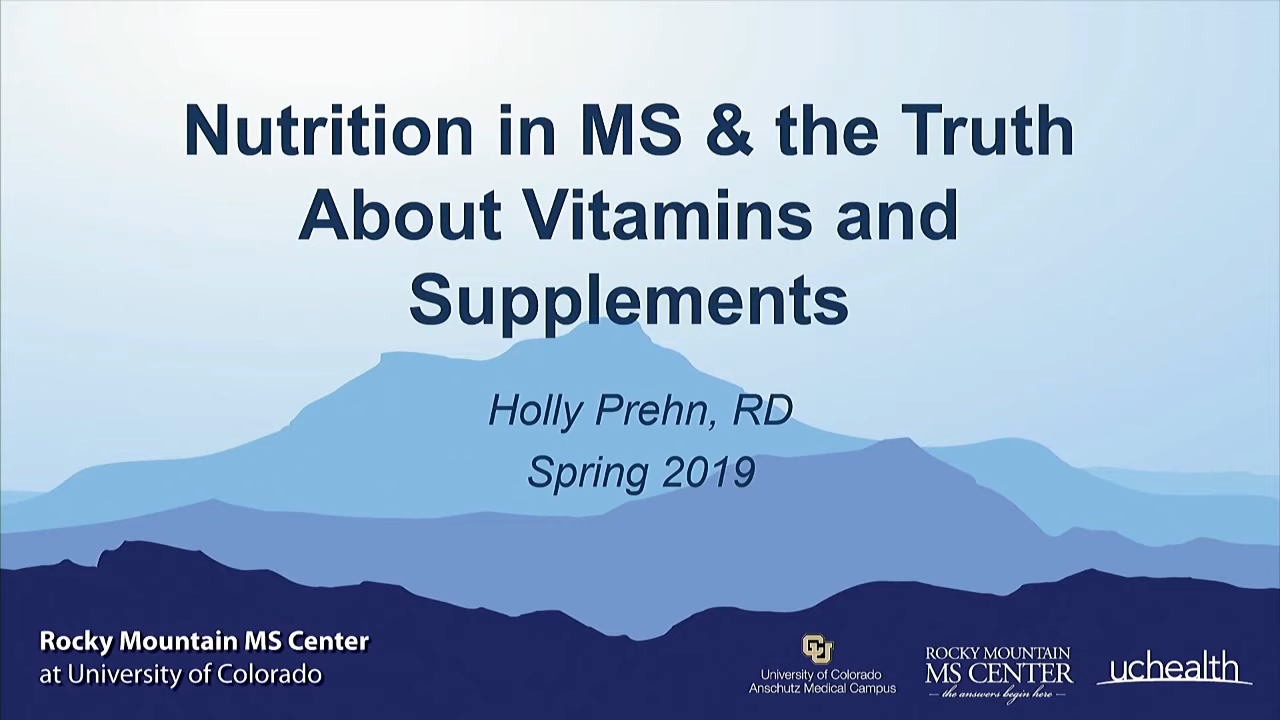 Nutrition in MS & the Truth
About Vitamins and
Supplements
Holly Prehn, RD
Spring 2019
Rocky Mountain MS Center
at University of Colorado
CU
University of Colorado
Anschutz Medical Campus
ROCKY MOUNTAIN
MS CENTER
the answers begin here
uchealth